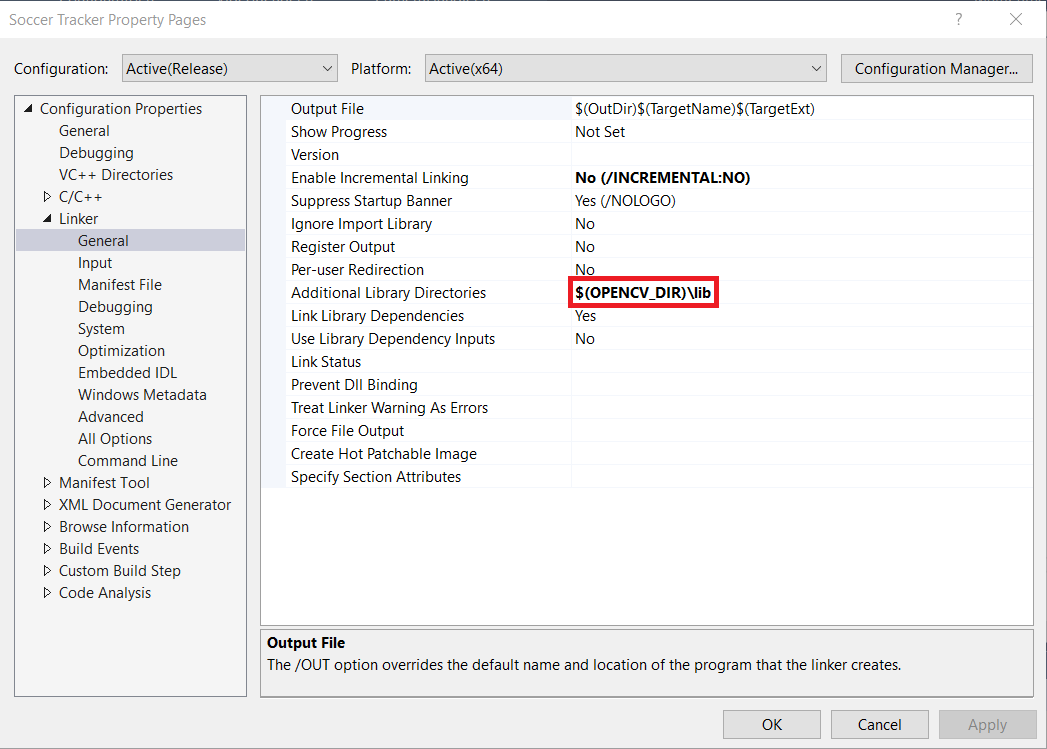 Soccer Tracker Property Pages
?
Configuration: Active(Release) Platform: Active(x64) Configuration Manager...
Configuration Properties
General
Debugging
VC++ Directories
C/C++
Linker
General
Input
Manifest File
Debugging
System
Optimization
Embedded IDL
Windows Metadata
Advanced
All Options
Command Line
Manifest Tool
XML Document Generator
Browse Information
Build Events
Custom Build Step
Code Analysis
Output File $(OutDir)$(TargetName)$(TargetExt)
Show Progress Not Set
Version
Enable Incremental Linking No (/INCREMENTAL:NO)
Suppress Startup Banner Yes (/NOLOGO)
Ignore Import Library No
Register Output No
Per-user Redirection No
Additional Library Directories $(OPENCV_DIR)\lib
Link Library Dependencies Yes
Use Library Dependency Inputs No
Link Status
Prevent Dll Binding
Treat Linker Warning As Errors
Force File Output
Create Hot Patchable Image
Specify Section Attributes
Output File
The /OUT option overrides the default name and location of the program that the linker creates.
OK Cancel Apply